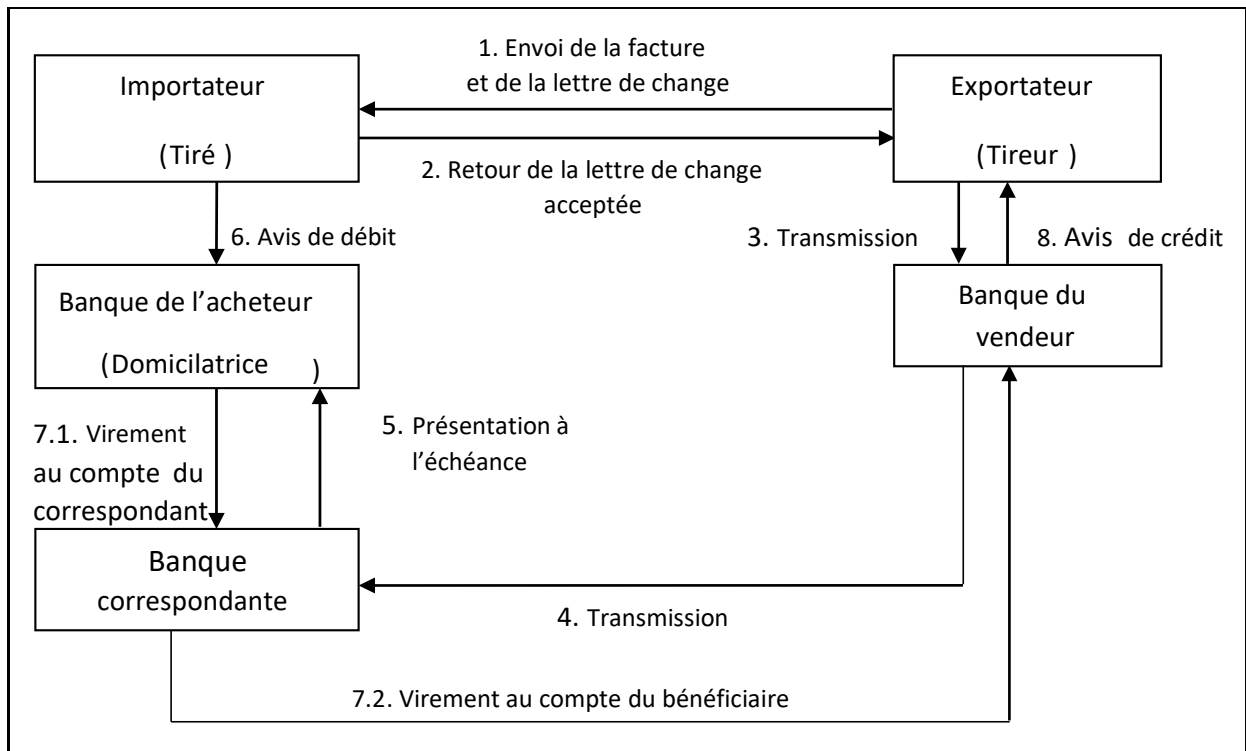 1. Envoi de la facture
et de la lettre de change
Importateur
(Tiré )
Exportateur
(Tireur )
2. Retour de la lettre de change
acceptée
6. Avis de débit
3. Transmission
8. Avis de crédit
Banque de l’acheteur
(Domicilatrice )
Banque du
vendeur
7.1. Virement
au compte du
correspondant
5. Présentation à
l’échéance
Banque
correspondante
4. Transmission
7.2. Virement au compte du bénéficiaire